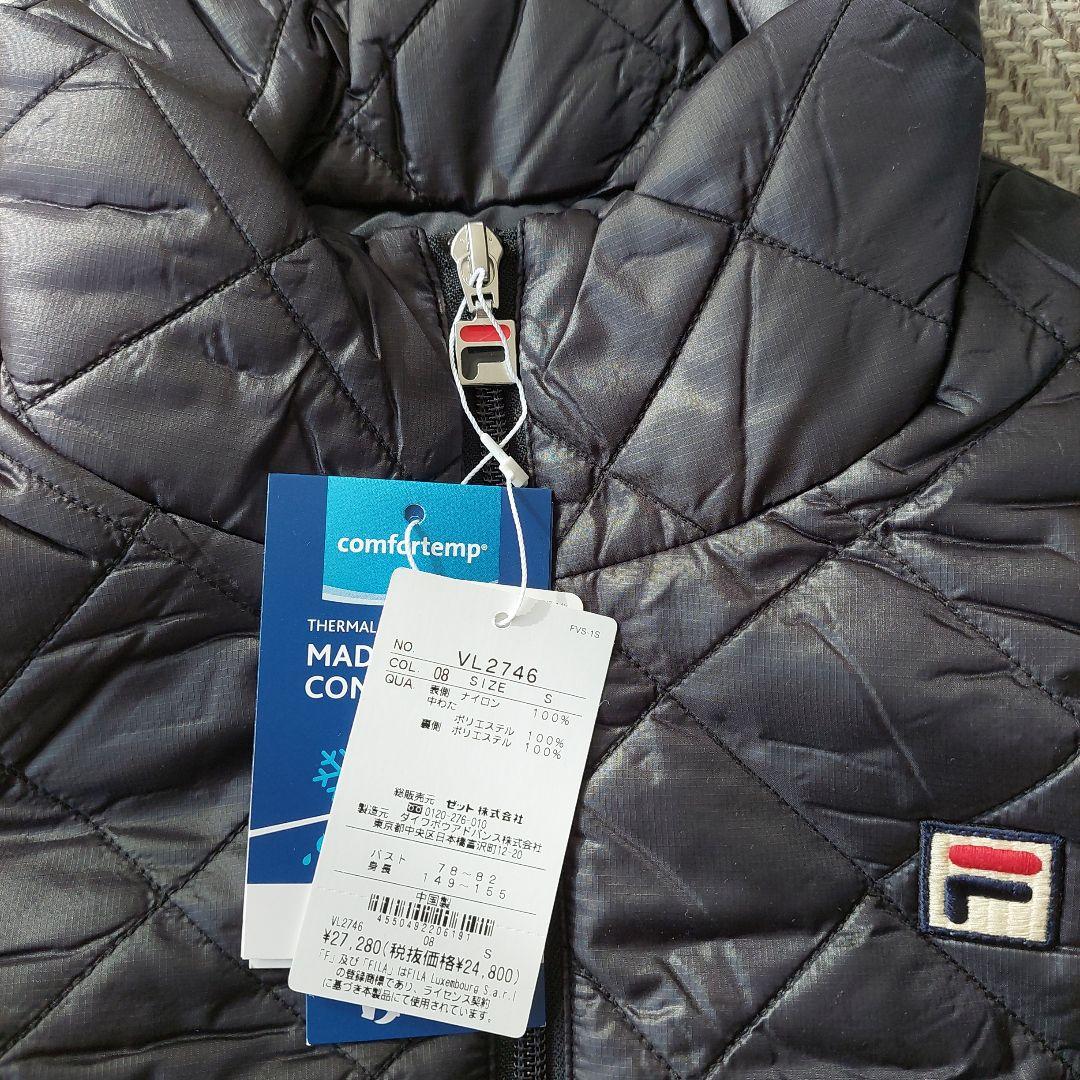 comfortemp®
THERMAL
MAD
CON
FVS-1S
NO. VL2746
COL. 08 SIZE S
QUA. 表側 ナイロン 100%
中わた
ポリエステル 100%
裏側 ポリエステル 100%
総販売元 ゼット株式会社
0120-276-010
製造元 ダイワボウアドバンス株式会社
東京都中央区日本橋富沢町12-20
バスト 78~82
身長 149~155
中国製
4550492206191
VL2746 08 S
¥27,280(税抜価格¥24,800)
「F」及び「FILA」はFILA Luxembourg S.a.r.l
の登録商標であり、ライセンス契約
に基づき本製品にて使用されています。